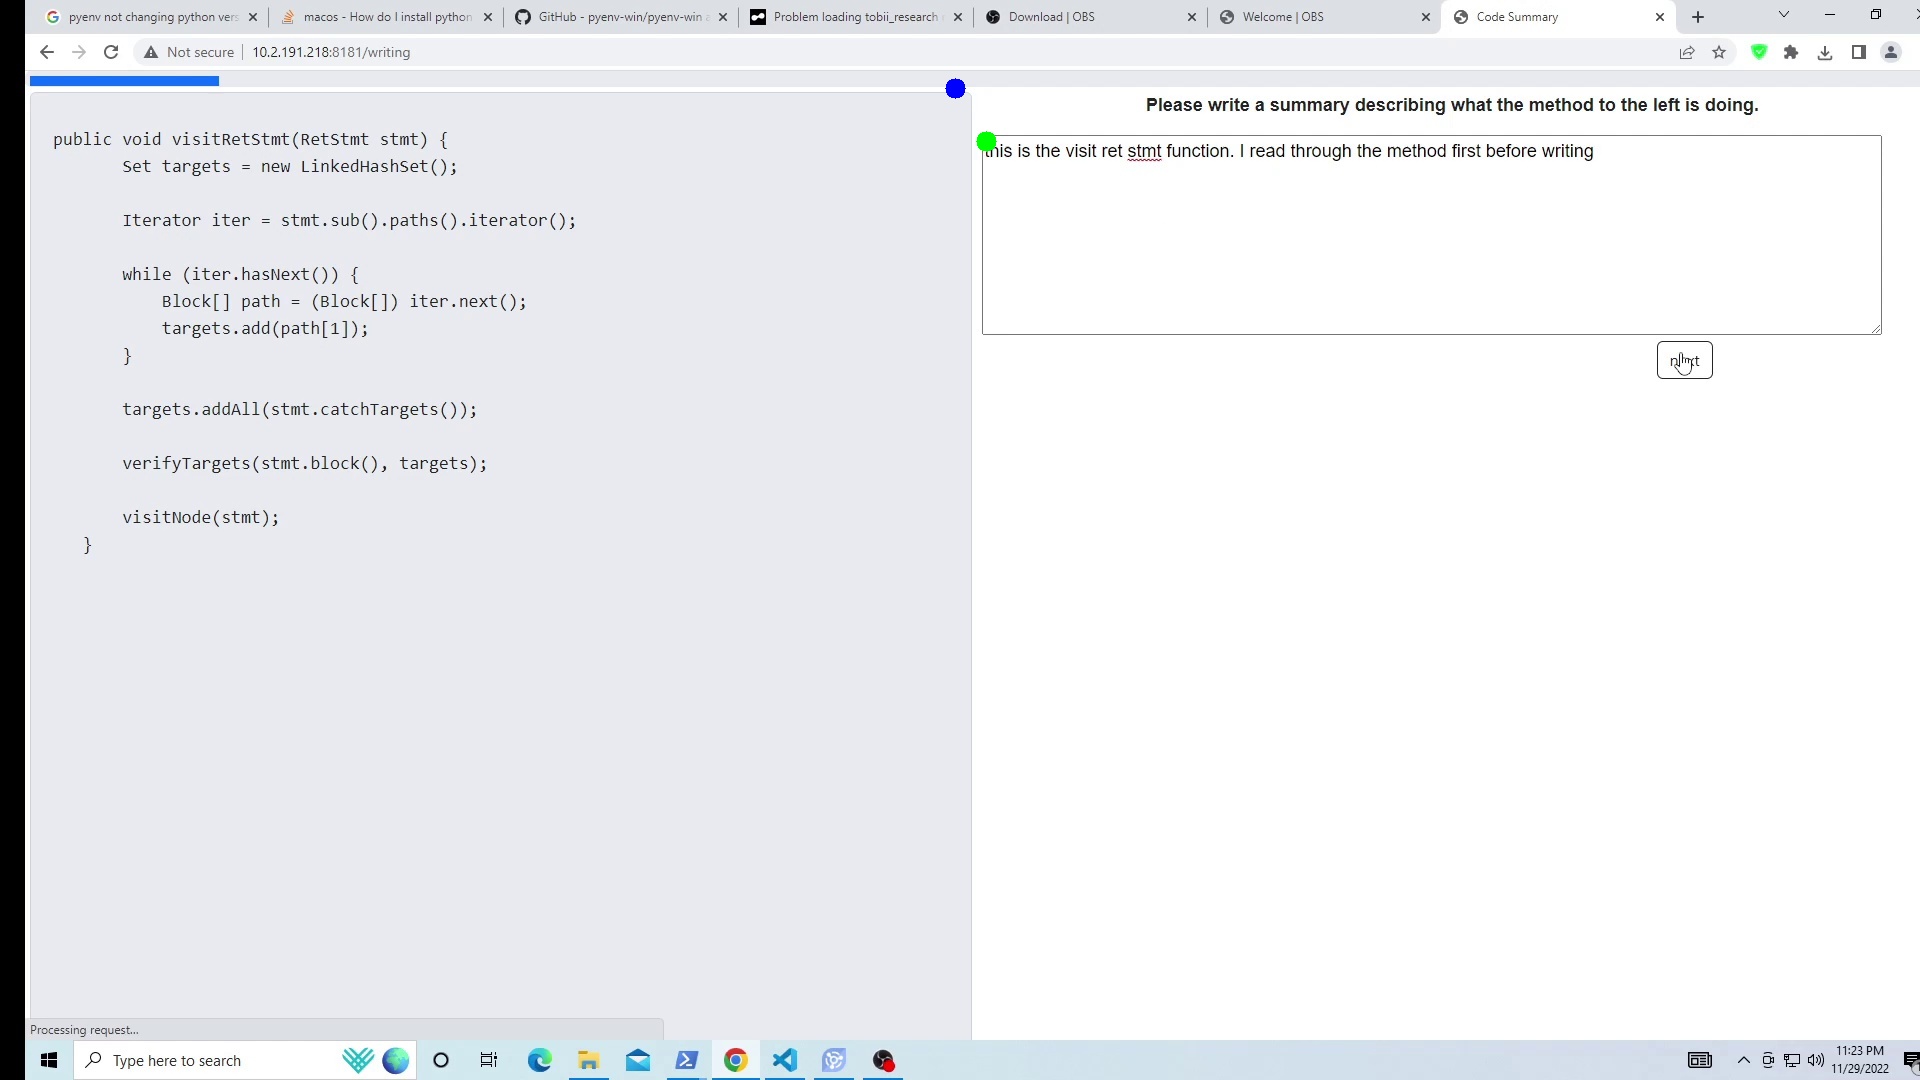 pyenv not changing python vers
macos - How do I install python
GitHub - pyenv-win/pyenv-win a
Problem loading tobii_research
Download | OBS
Welcome | OBS
Code Summary
Not secure
10.2.191.218:8181/writing
Please write a summary describing what the method to the left is doing.
this is the visit ret stmt function. I read through the method first before writing
next
public void visitRetStmt(RetStmt stmt) {
Set targets = new LinkedHashSet();
Iterator iter = stmt.sub().paths().iterator();
while (iter.hasNext()) {
Block[] path = (Block[]) iter.next();
targets.add(path[1]);
}
targets.addAll(stmt.catchTargets());
verifyTargets(stmt.block(), targets);
visitNode(stmt);
}
Processing request...
Type here to search
11:23 PM
11/29/2022